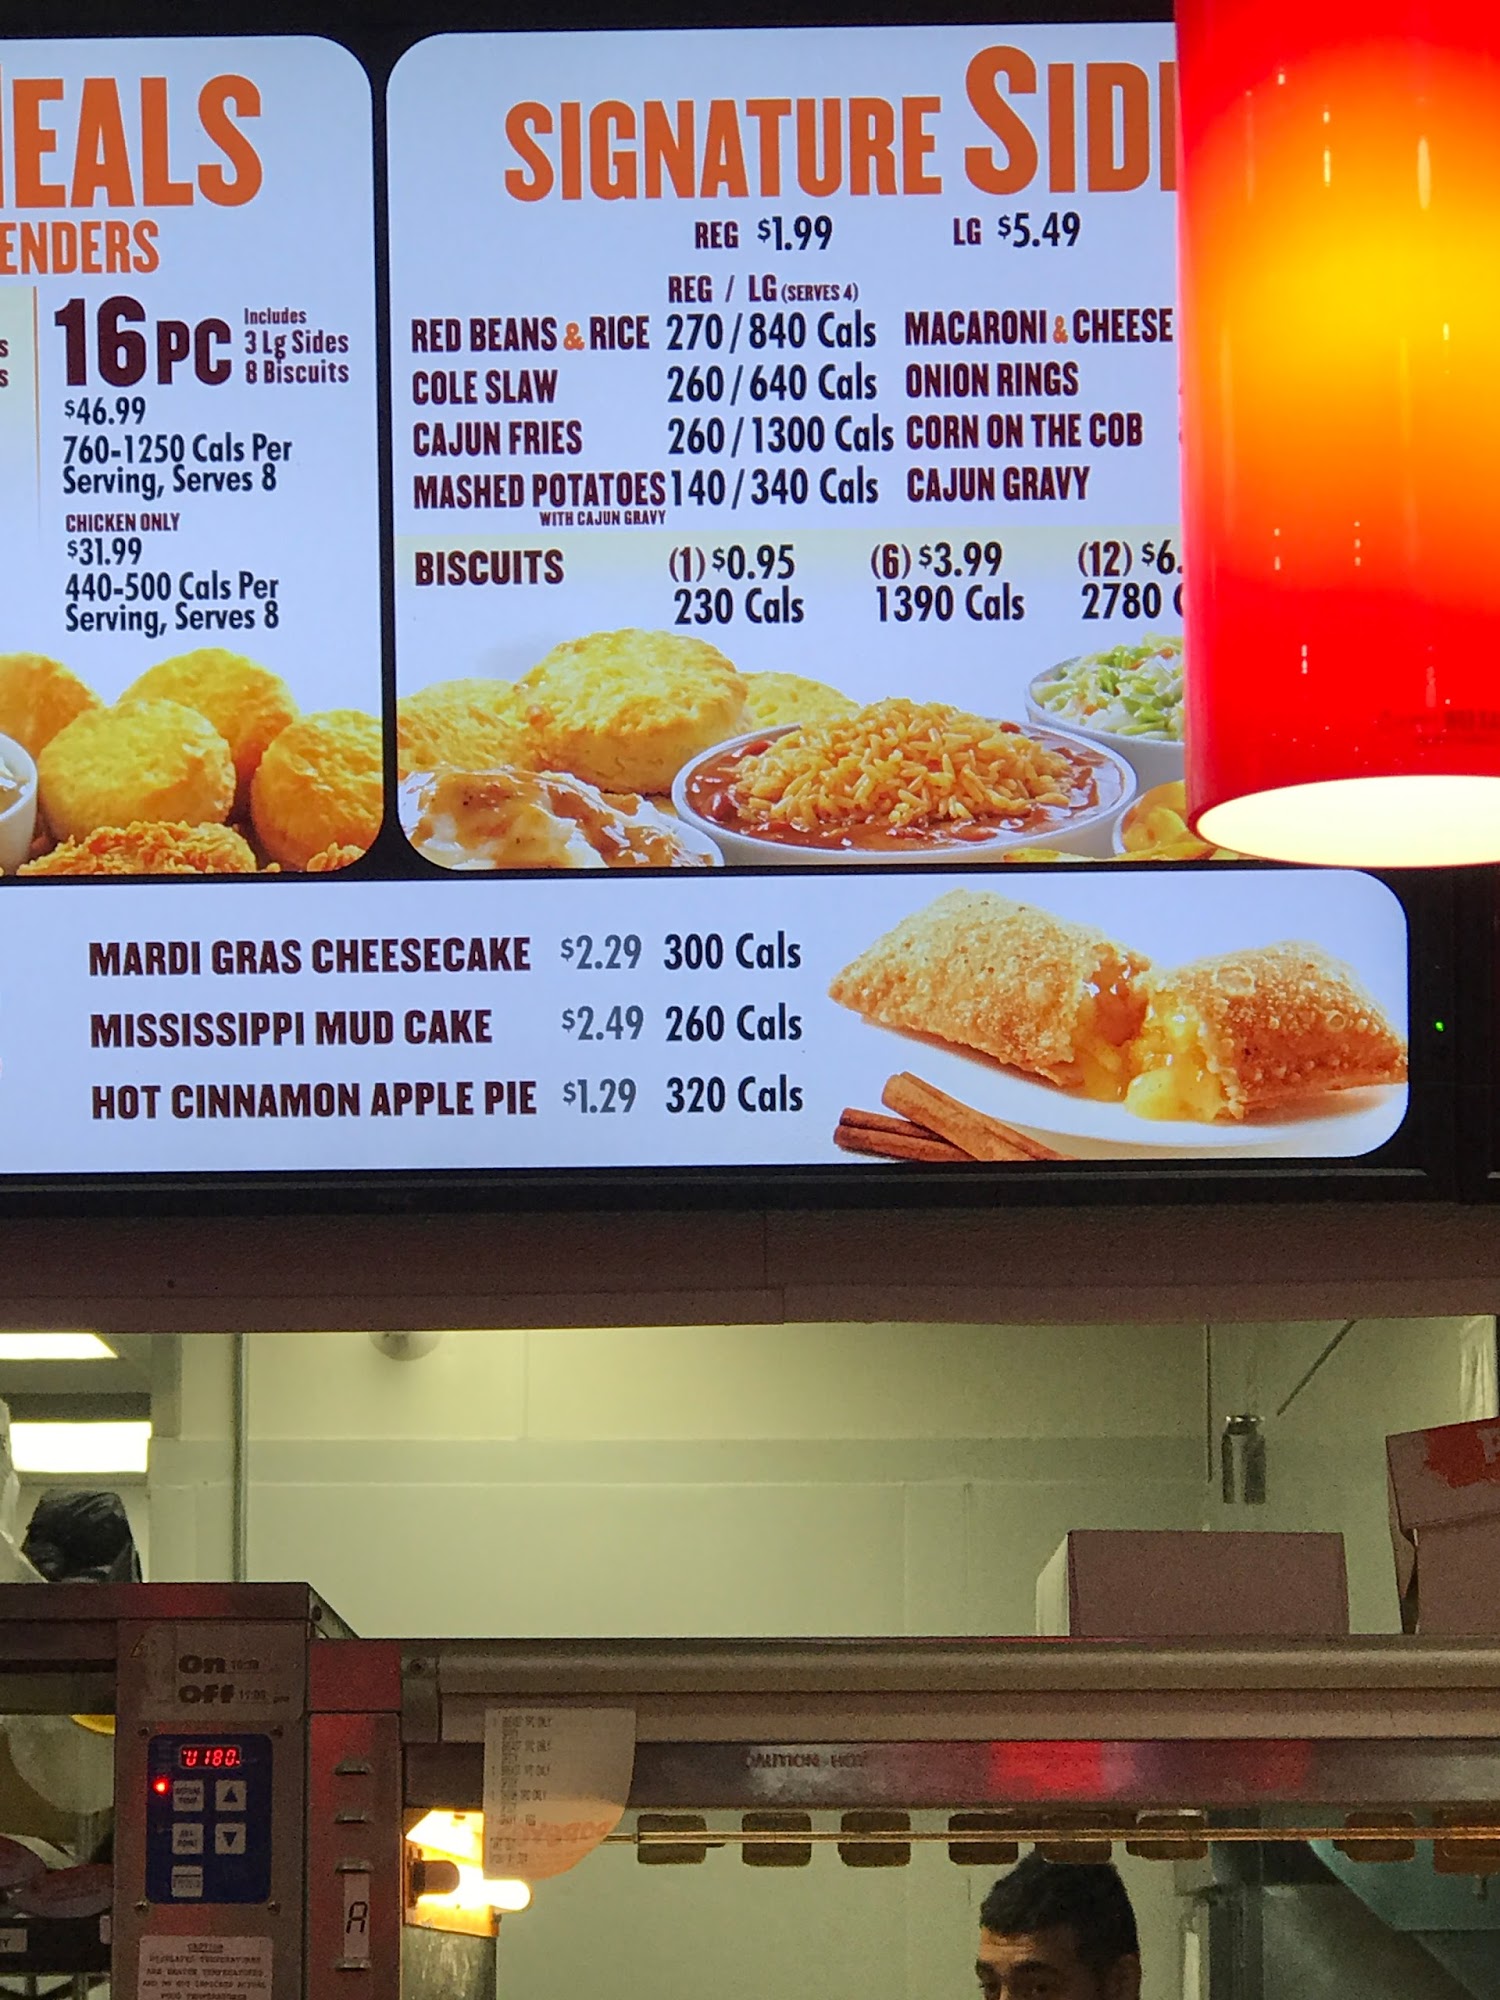 EALS
ENDERS
16PC Includes
3 Lg Sides
8 Biscuits
$46.99
760-1250 Cals Per
Serving, Serves 8
CHICKEN ONLY
$31.99
440-500 Cals Per
Serving, Serves 8
SIGNATURE SID
REG $1.99 LG $5.49
REG / LG (SERVES 4)
RED BEANS & RICE 270/840 Cals MACARONI & CHEESE
COLE SLAW 260/640 Cals ONION RINGS
CAJUN FRIES 260/1300 Cals CORN ON THE COB
MASHED POTATOES 140/340 Cals CAJUN GRAVY
WITH CAJUN GRAVY
BISCUITS (1) $0.95 (6) $3.99 (12) $6.
230 Cals 1390 Cals 2780
MARDI GRAS CHEESECAKE $2.29 300 Cals
MISSISSIPPI MUD CAKE $2.49 260 Cals
HOT CINNAMON APPLE PIE $1.29 320 Cals
On
Off
180
CAUTION HOT
A
CAUTION